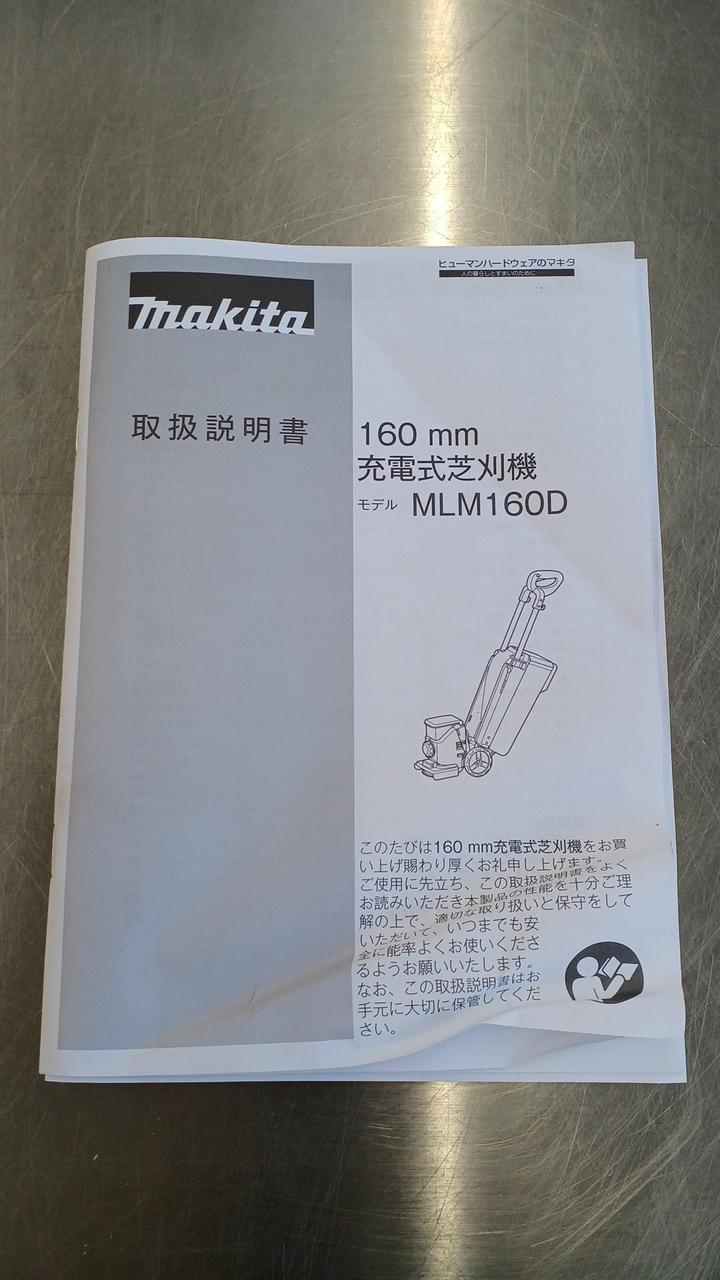 ヒューマンハードウェアのマキタ
人の暮らしとすまいのために
makita
取扱説明書
160 mm
充電式芝刈機
モデル MLM160D
このたびは160 mm充電式芝刈機をお買
い上げ賜わり厚くお礼申し上げます。
ご使用に先立ち、この取扱説明書をよく
お読みいただき本製品の性能を十分ご理
解の上で、適切な取り扱いと保守をして
いただいて、いつまでも安
全に能率よくお使いくださ
るようお願いいたします。
なお、この取扱説明書はお
手元に大切に保管してくだ
さい。